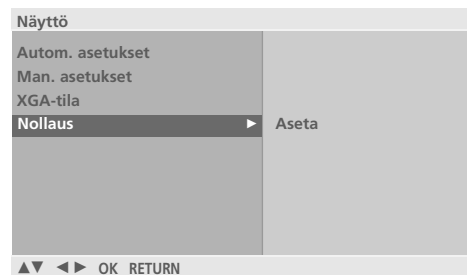 Näyttö
Autom. asetukset
Man. asetukset
XGA-tila
Nollaus ► Aseta
▲▼ ◄► OK RETURN